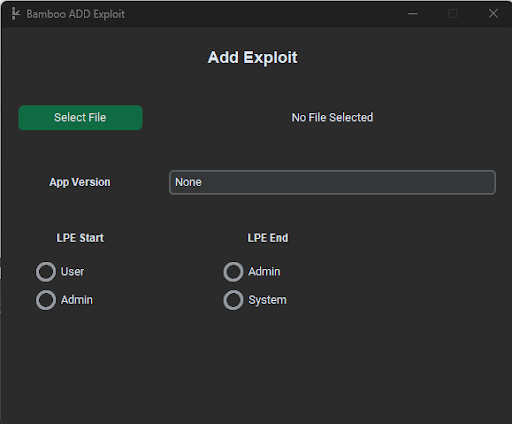 Bamboo ADD Exploit
Add Exploit
Select File No File Selected
App Version None
LPE Start LPE End
User Admin
Admin System